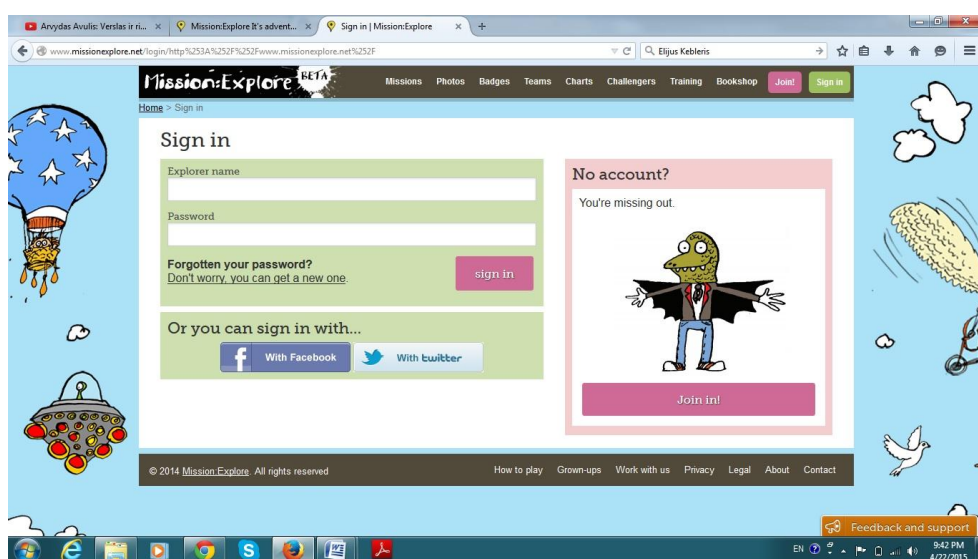 Arvydas Avulis: Verslas ir ri...
Mission:Explore It's advent...
Sign in | Mission:Explore
www.missionexplore.net/login/http%253A%252F%252Fwww.missionexplore.net%252F
Elijus Kebleris
Mission:Explore BETA
Missions Photos Badges Teams Charts Challengers Training Bookshop Join! Sign in
Home > Sign in
Sign in
Explorer name
Password
Forgotten your password?
Don't worry, you can get a new one.
sign in
Or you can sign in with...
With Facebook
With twitter
No account?
You're missing out.
Join in!
© 2014 Mission:Explore. All rights reserved
How to play Grown-ups Work with us Privacy Legal About Contact
Feedback and support
EN
9:42 PM
4/22/2015